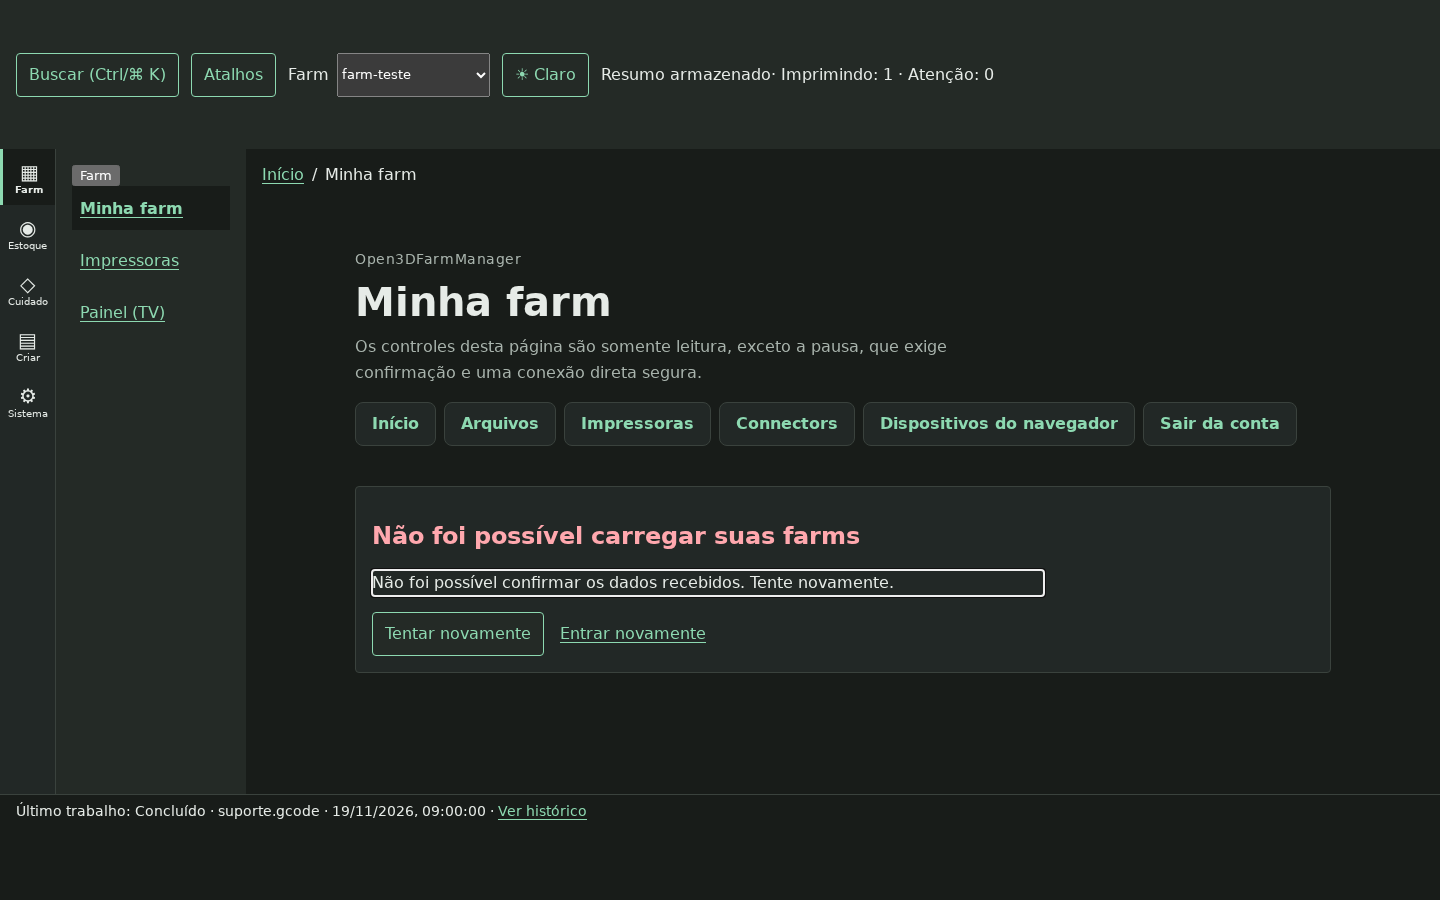 Buscar (Ctrl/⌘ K)
Atalhos
Farm
farm-teste
☀ Claro
Resumo armazenado· Imprimindo: 1 · Atenção: 0
Farm
Estoque
Cuidado
Criar
Sistema
Farm
Minha farm
Impressoras
Painel (TV)
Início / Minha farm
Open3DFarmManager
Minha farm
Os controles desta página são somente leitura, exceto a pausa, que exige
confirmação e uma conexão direta segura.
Início
Arquivos
Impressoras
Connectors
Dispositivos do navegador
Sair da conta
Não foi possível carregar suas farms
Não foi possível confirmar os dados recebidos. Tente novamente.
Tentar novamente
Entrar novamente
Último trabalho: Concluído · suporte.gcode · 19/11/2026, 09:00:00 · Ver histórico